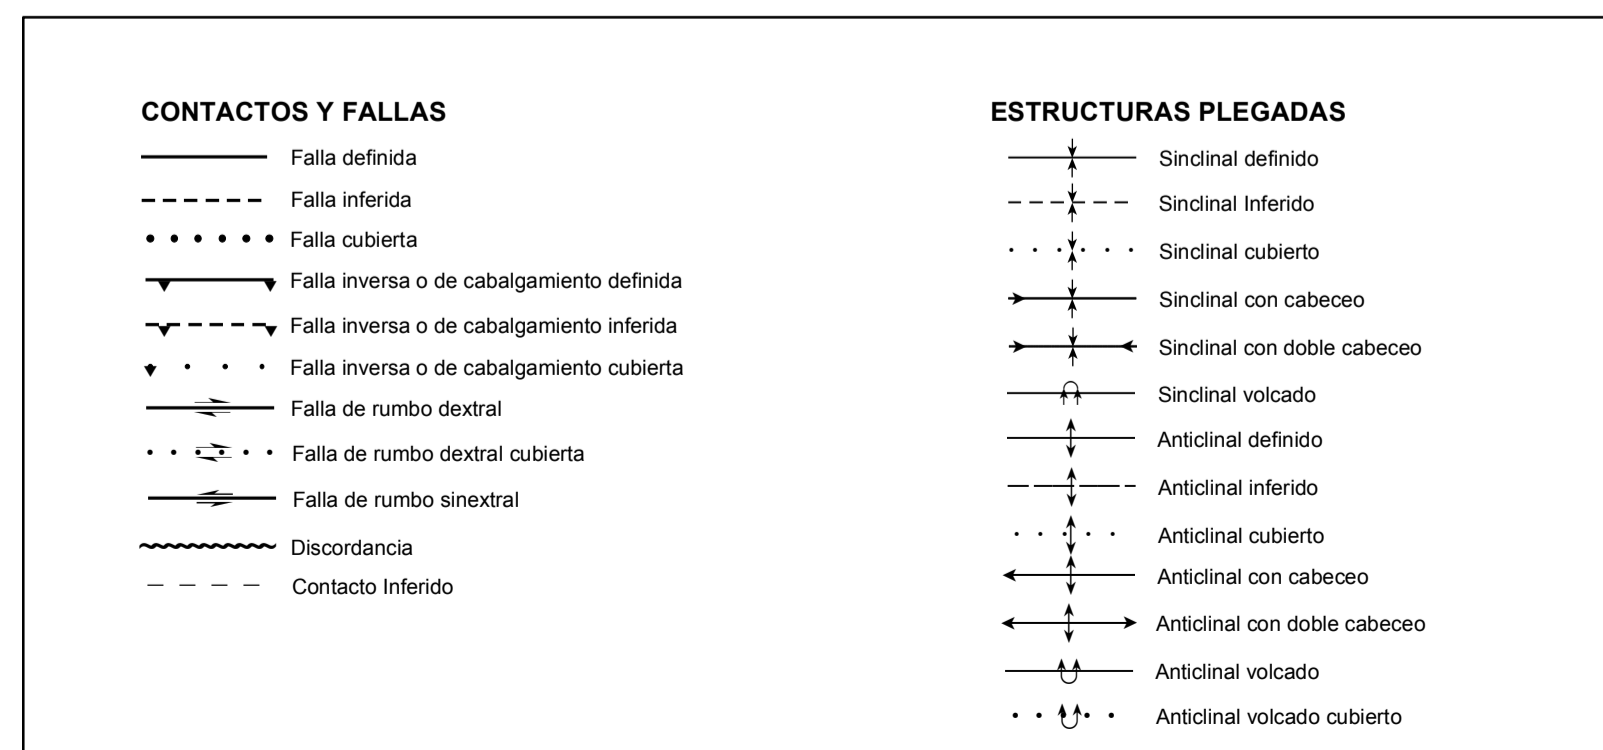 CONTACTOS Y FALLAS
Falla definida
Falla inferida
Falla cubierta
Falla inversa o de cabalgamiento definida
Falla inversa o de cabalgamiento inferida
Falla inversa o de cabalgamiento cubierta
Falla de rumbo dextral
Falla de rumbo dextral cubierta
Falla de rumbo sinextral
Discordancia
Contacto Inferido
ESTRUCTURAS PLEGADAS
Sinclinal definido
Sinclinal Inferido
Sinclinal cubierto
Sinclinal con cabeceo
Sinclinal con doble cabeceo
Sinclinal volcado
Anticlinal definido
Anticlinal inferido
Anticlinal cubierto
Anticlinal con cabeceo
Anticlinal con doble cabeceo
Anticlinal volcado
Anticlinal volcado cubierto